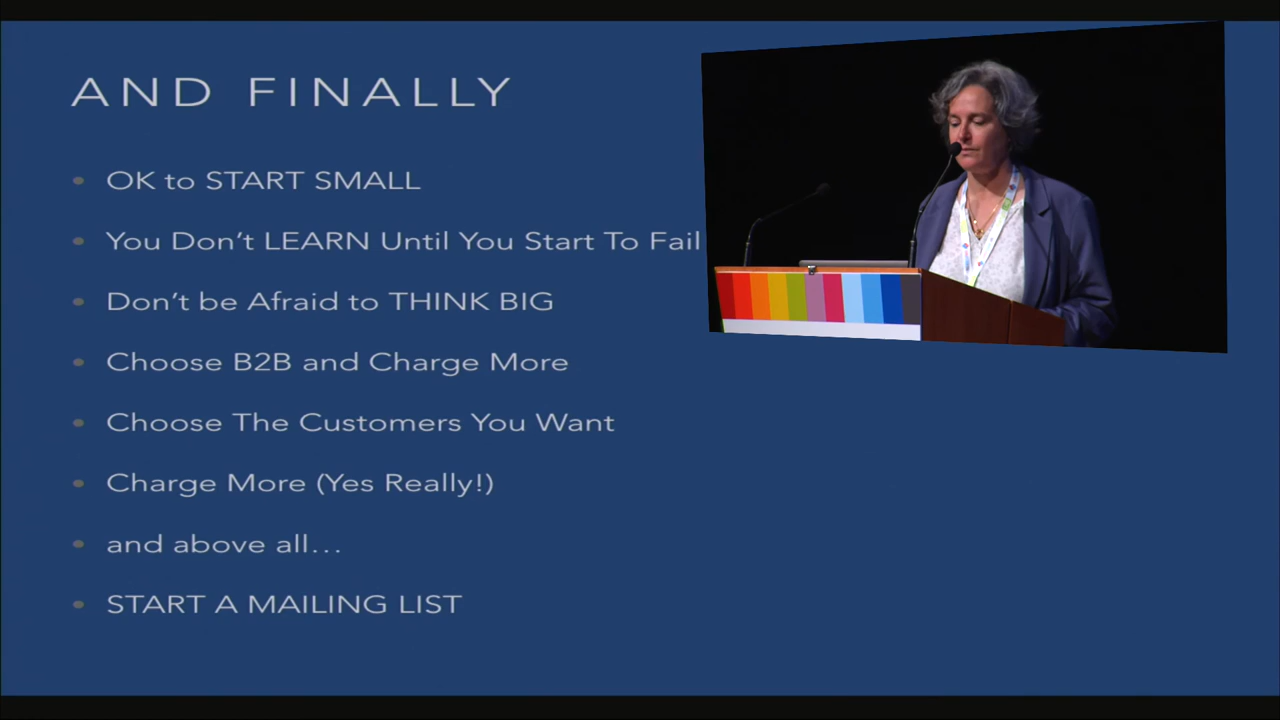 AND FINALLY
OK to START SMALL
You Don't LEARN Until You Start To Fail
Don't be Afraid to THINK BIG
Choose B2B and Charge More
Choose The Customers You Want
Charge More (Yes Really!)
and above all…
START A MAILING LIST